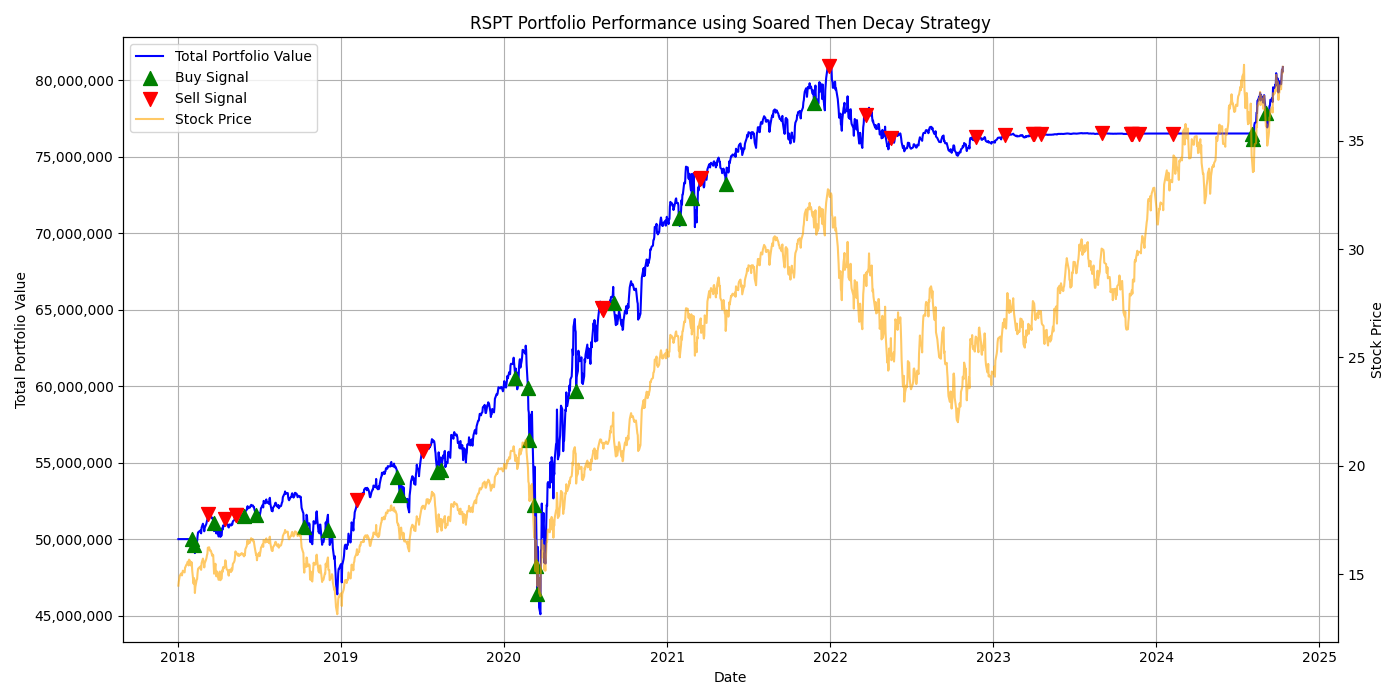 RSPT Portfolio Performance using Soared Then Decay Strategy
Total Portfolio Value
Buy Signal
Sell Signal
Stock Price
80,000,000
75,000,000
70,000,000
65,000,000
60,000,000
55,000,000
50,000,000
45,000,000
Total Portfolio Value
35
30
25
20
15
Stock Price
2018
2019
2020
2021
2022
2023
2024
2025
Date